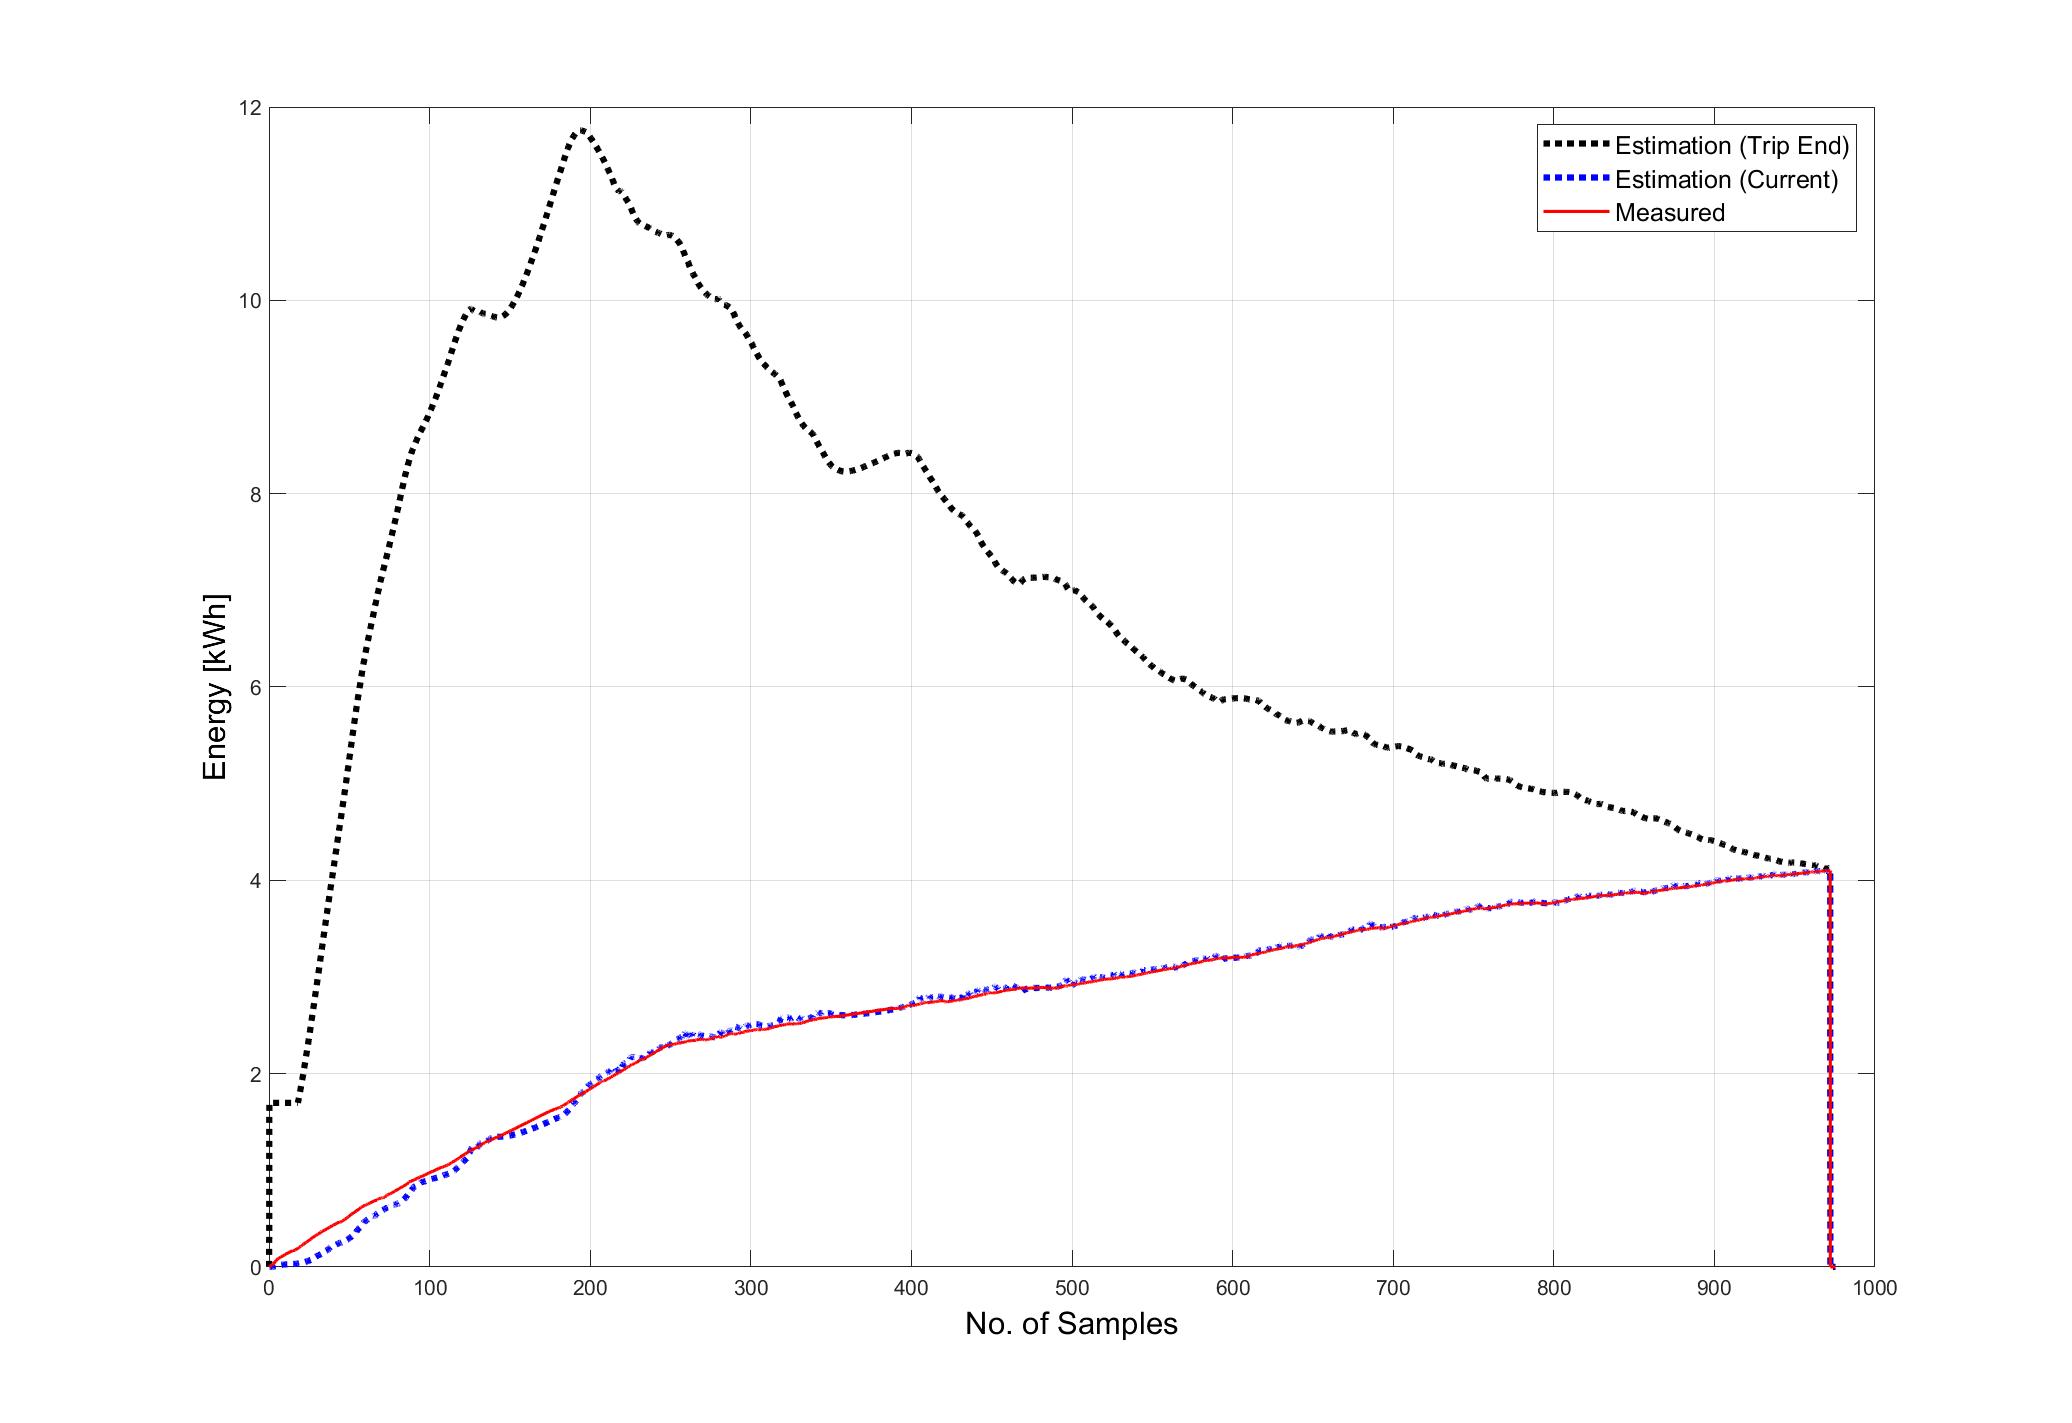 12
10
8
6
4
2
0
Energy [kWh]
Estimation (Trip End)
Estimation (Current)
Measured
0 100 200 300 400 500 600 700 800 900 1000
No. of Samples